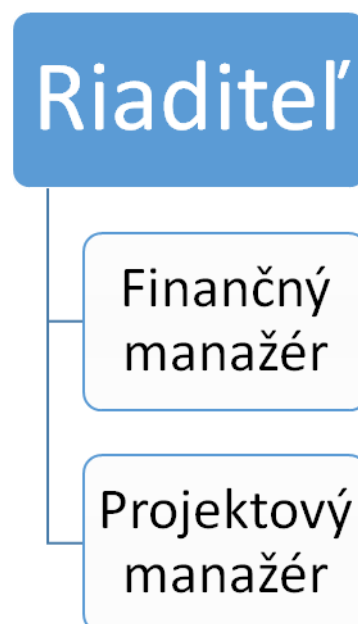 Riaditeľ
Finančný
manažér
Projektový
manažér